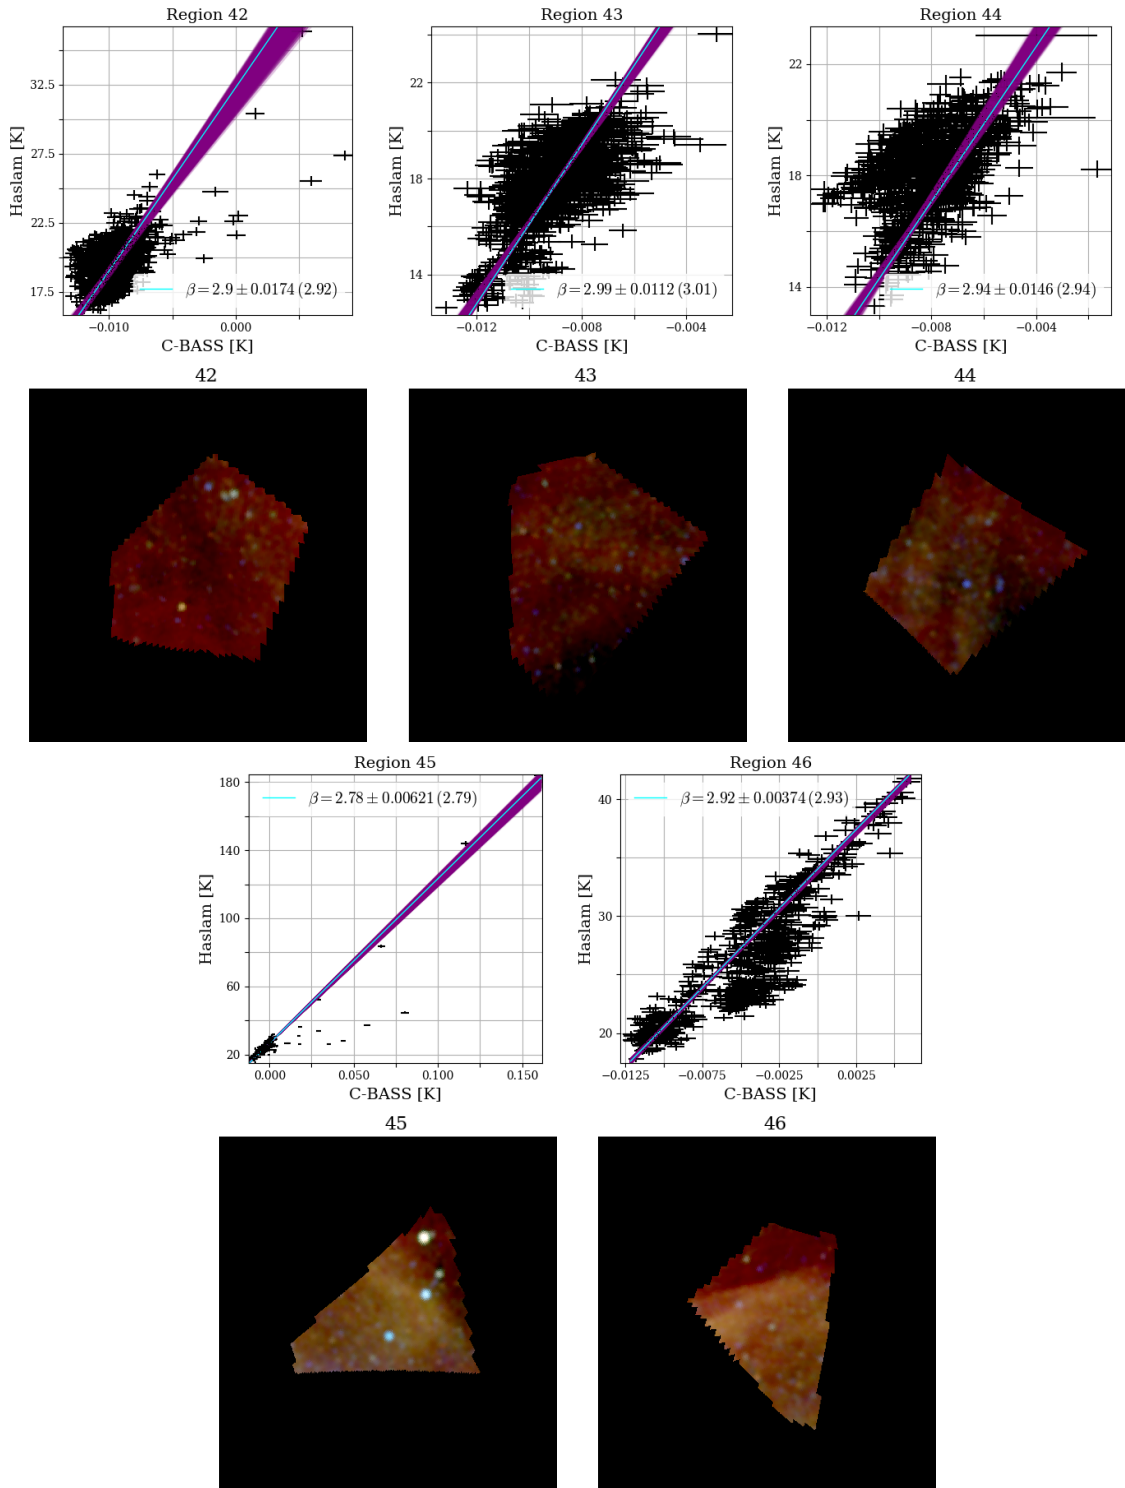 Region 42
Region 43
Region 44
Haslam [K]
32.5
27.5
22.5
17.5
β = 2.9 ± 0.0174 (2.92)
−0.010
0.000
C-BASS [K]
Haslam [K]
22
18
14
β = 2.99 ± 0.0112 (3.01)
−0.012
−0.008
−0.004
C-BASS [K]
Haslam [K]
22
18
14
β = 2.94 ± 0.0146 (2.94)
−0.012
−0.008
−0.004
C-BASS [K]
42
43
44
Region 45
Region 46
Haslam [K]
180
140
100
60
20
β = 2.78 ± 0.00621 (2.79)
0.000
0.050
0.100
0.150
C-BASS [K]
Haslam [K]
40
30
20
β = 2.92 ± 0.00374 (2.93)
−0.0125
−0.0075
−0.0025
0.0025
C-BASS [K]
45
46